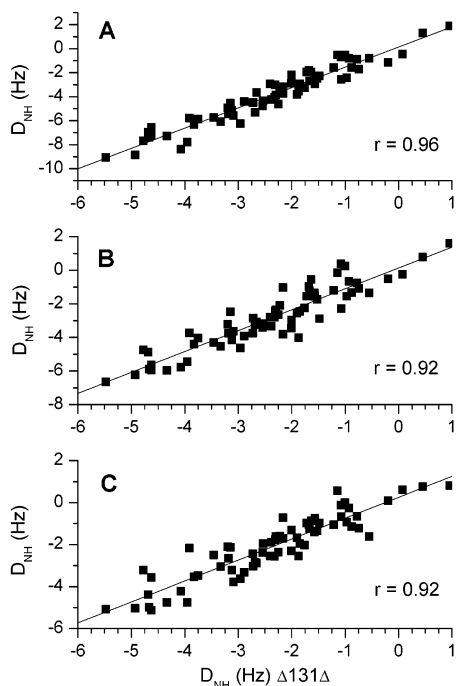 A
2
0
-2
-4
-6
-8
-10
D_NH (Hz)
r = 0.96
-6 -5 -4 -3 -2 -1 0 1
B
2
0
-2
-4
-6
-8
D_NH (Hz)
r = 0.92
-6 -5 -4 -3 -2 -1 0 1
C
2
0
-2
-4
-6
D_NH (Hz)
r = 0.92
-6 -5 -4 -3 -2 -1 0 1
D_NH (Hz) Δ131Δ